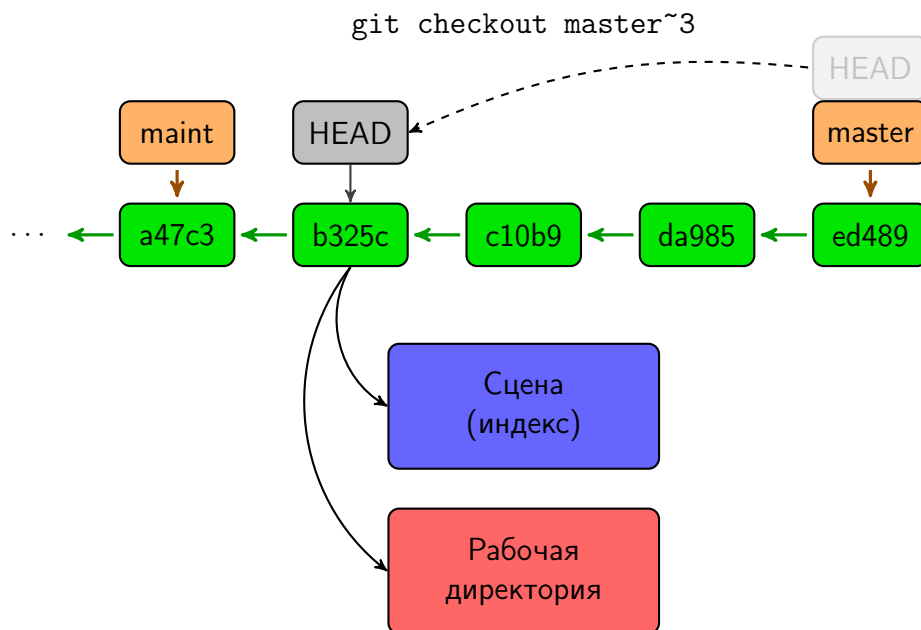 git checkout master~3
HEAD
maint HEAD master
... a47c3 b325c c10b9 da985 ed489
Сцена
(индекс)
Рабочая
директория